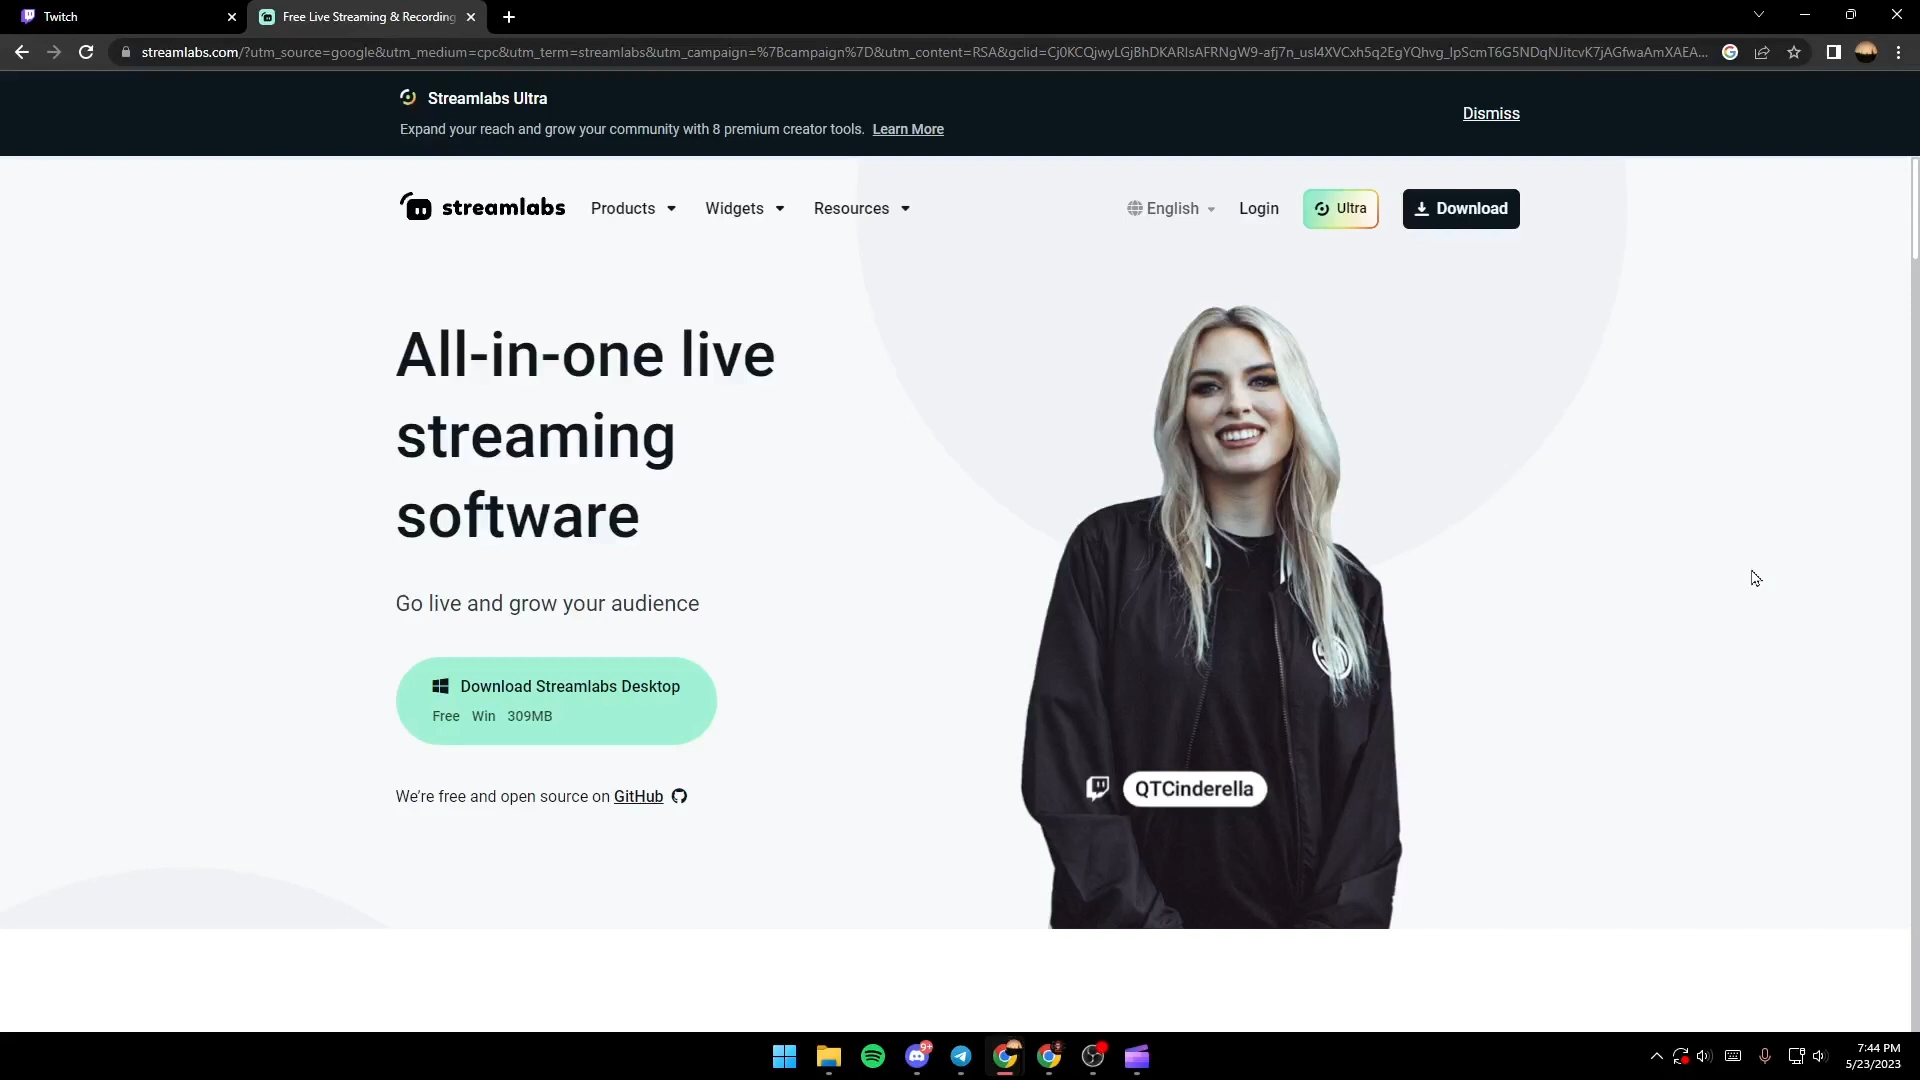 Twitch
Free Live Streaming & Recording
streamlabs.com/?utm_source=google&utm_medium=cpc&utm_term=streamlabs&utm_campaign=%7Bcampaign%7D&utm_content=RSA&gclid=
Streamlabs Ultra
Dismiss
Expand your reach and grow your community with 8 premium creator tools. Learn More
streamlabs Products Widgets Resources English Login Ultra Download
All-in-one live
streaming
software
Go live and grow your audience
Download Streamlabs Desktop
Free Win 309MB
QTCinderella
We're free and open source on GitHub
9+
7:44 PM
5/23/2023